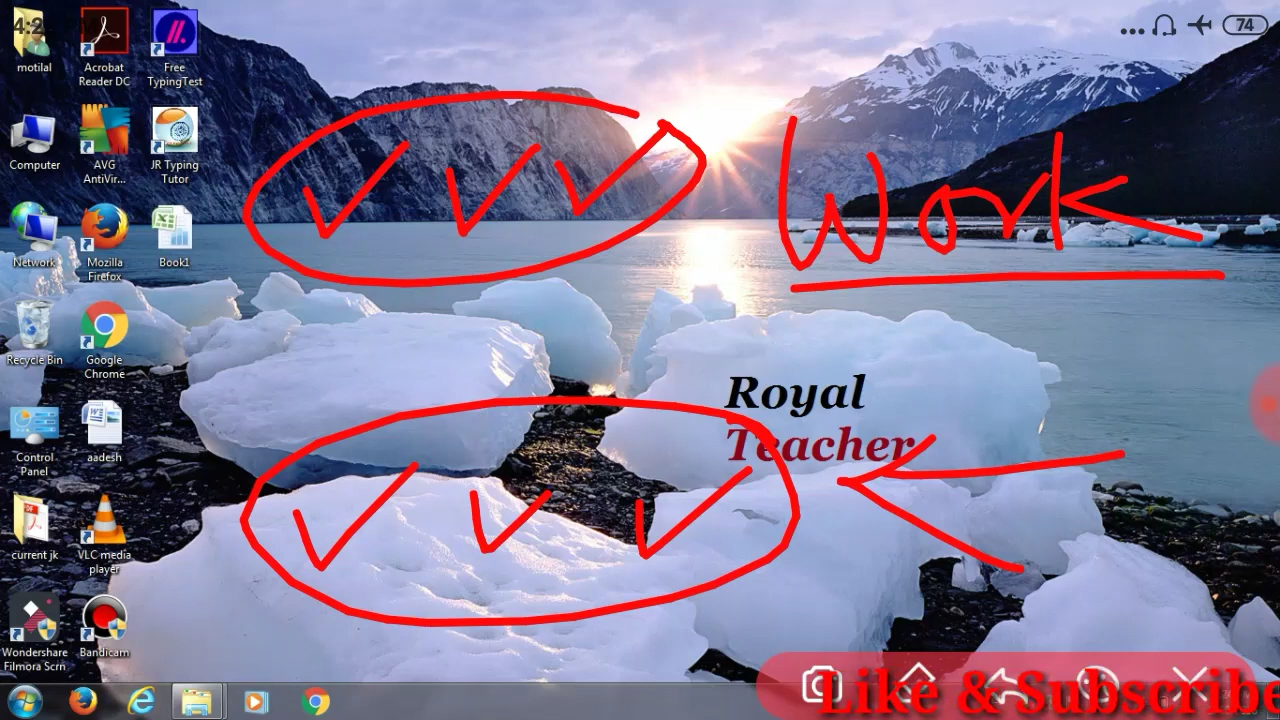 74
motilal
Acrobat
Reader DC
Free
TypingTest
Computer
AVG
AntiVir...
JR Typing
Tutor
Work
Network
Mozilla
Firefox
Book1
Recycle Bin
Google
Chrome
Royal
Teacher
Control
Panel
aadesh
current jk
VLC media
player
Wondershare
Filmora Scrn
Bandicam
Like & Subscribe